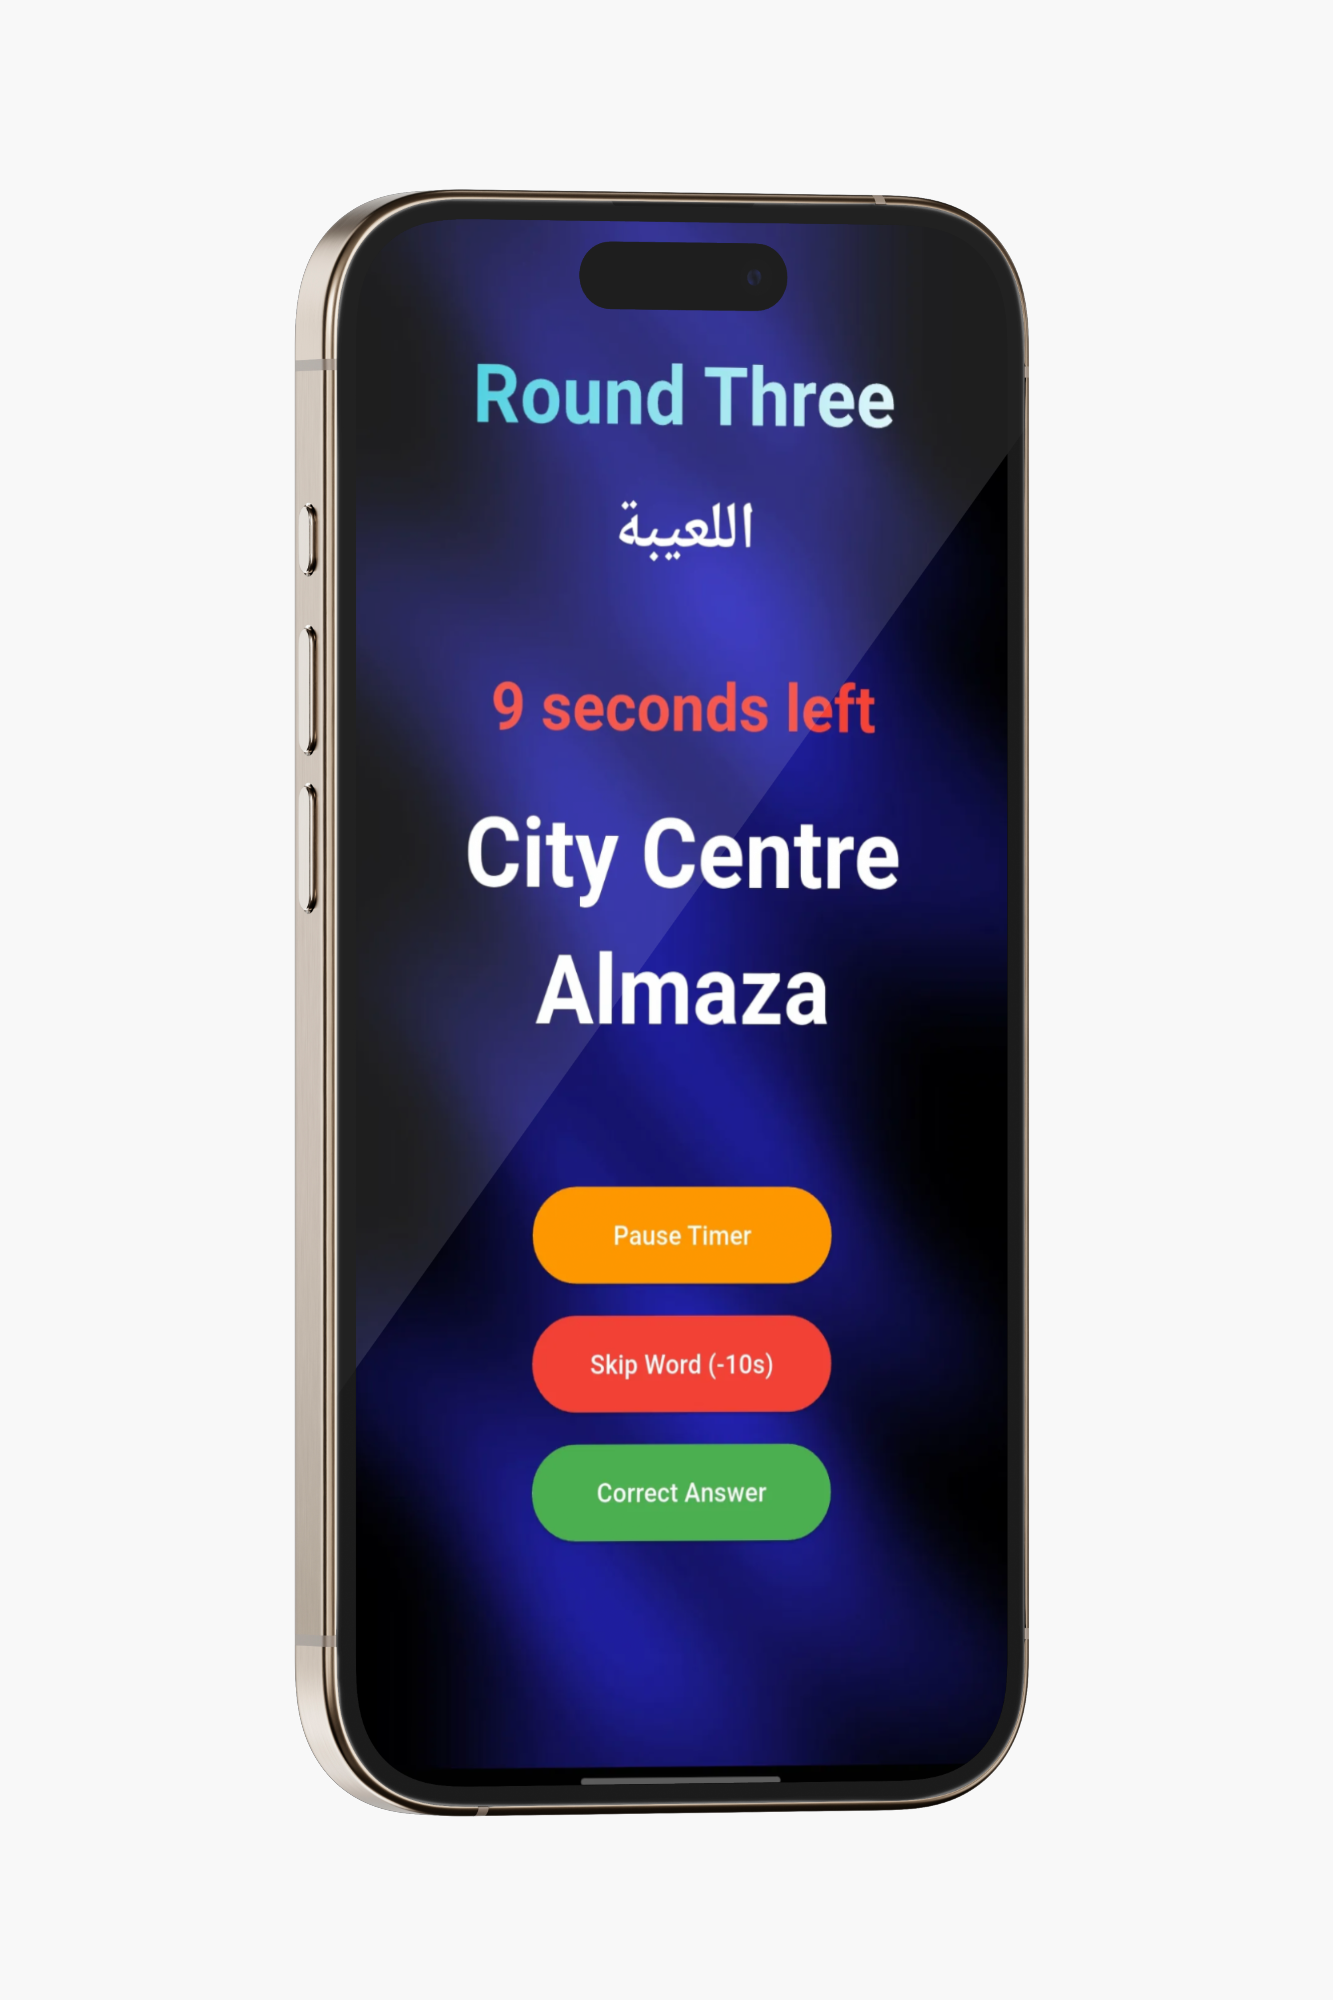 Round Three
اللعيبة
9 seconds left
City Centre
Almaza
Pause Timer
Skip Word (-10s)
Correct Answer